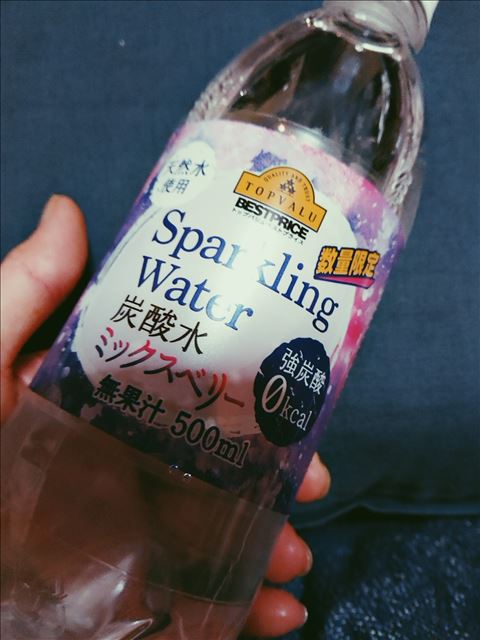 天然水
使用
QUALITY AND TRUST
TOPVALU
BESTPRICE
トップバリュ ベストプライス
数量限定
Sparkling
Water
炭酸水
ミックスベリー
強炭酸
0kcal
無果汁 500ml